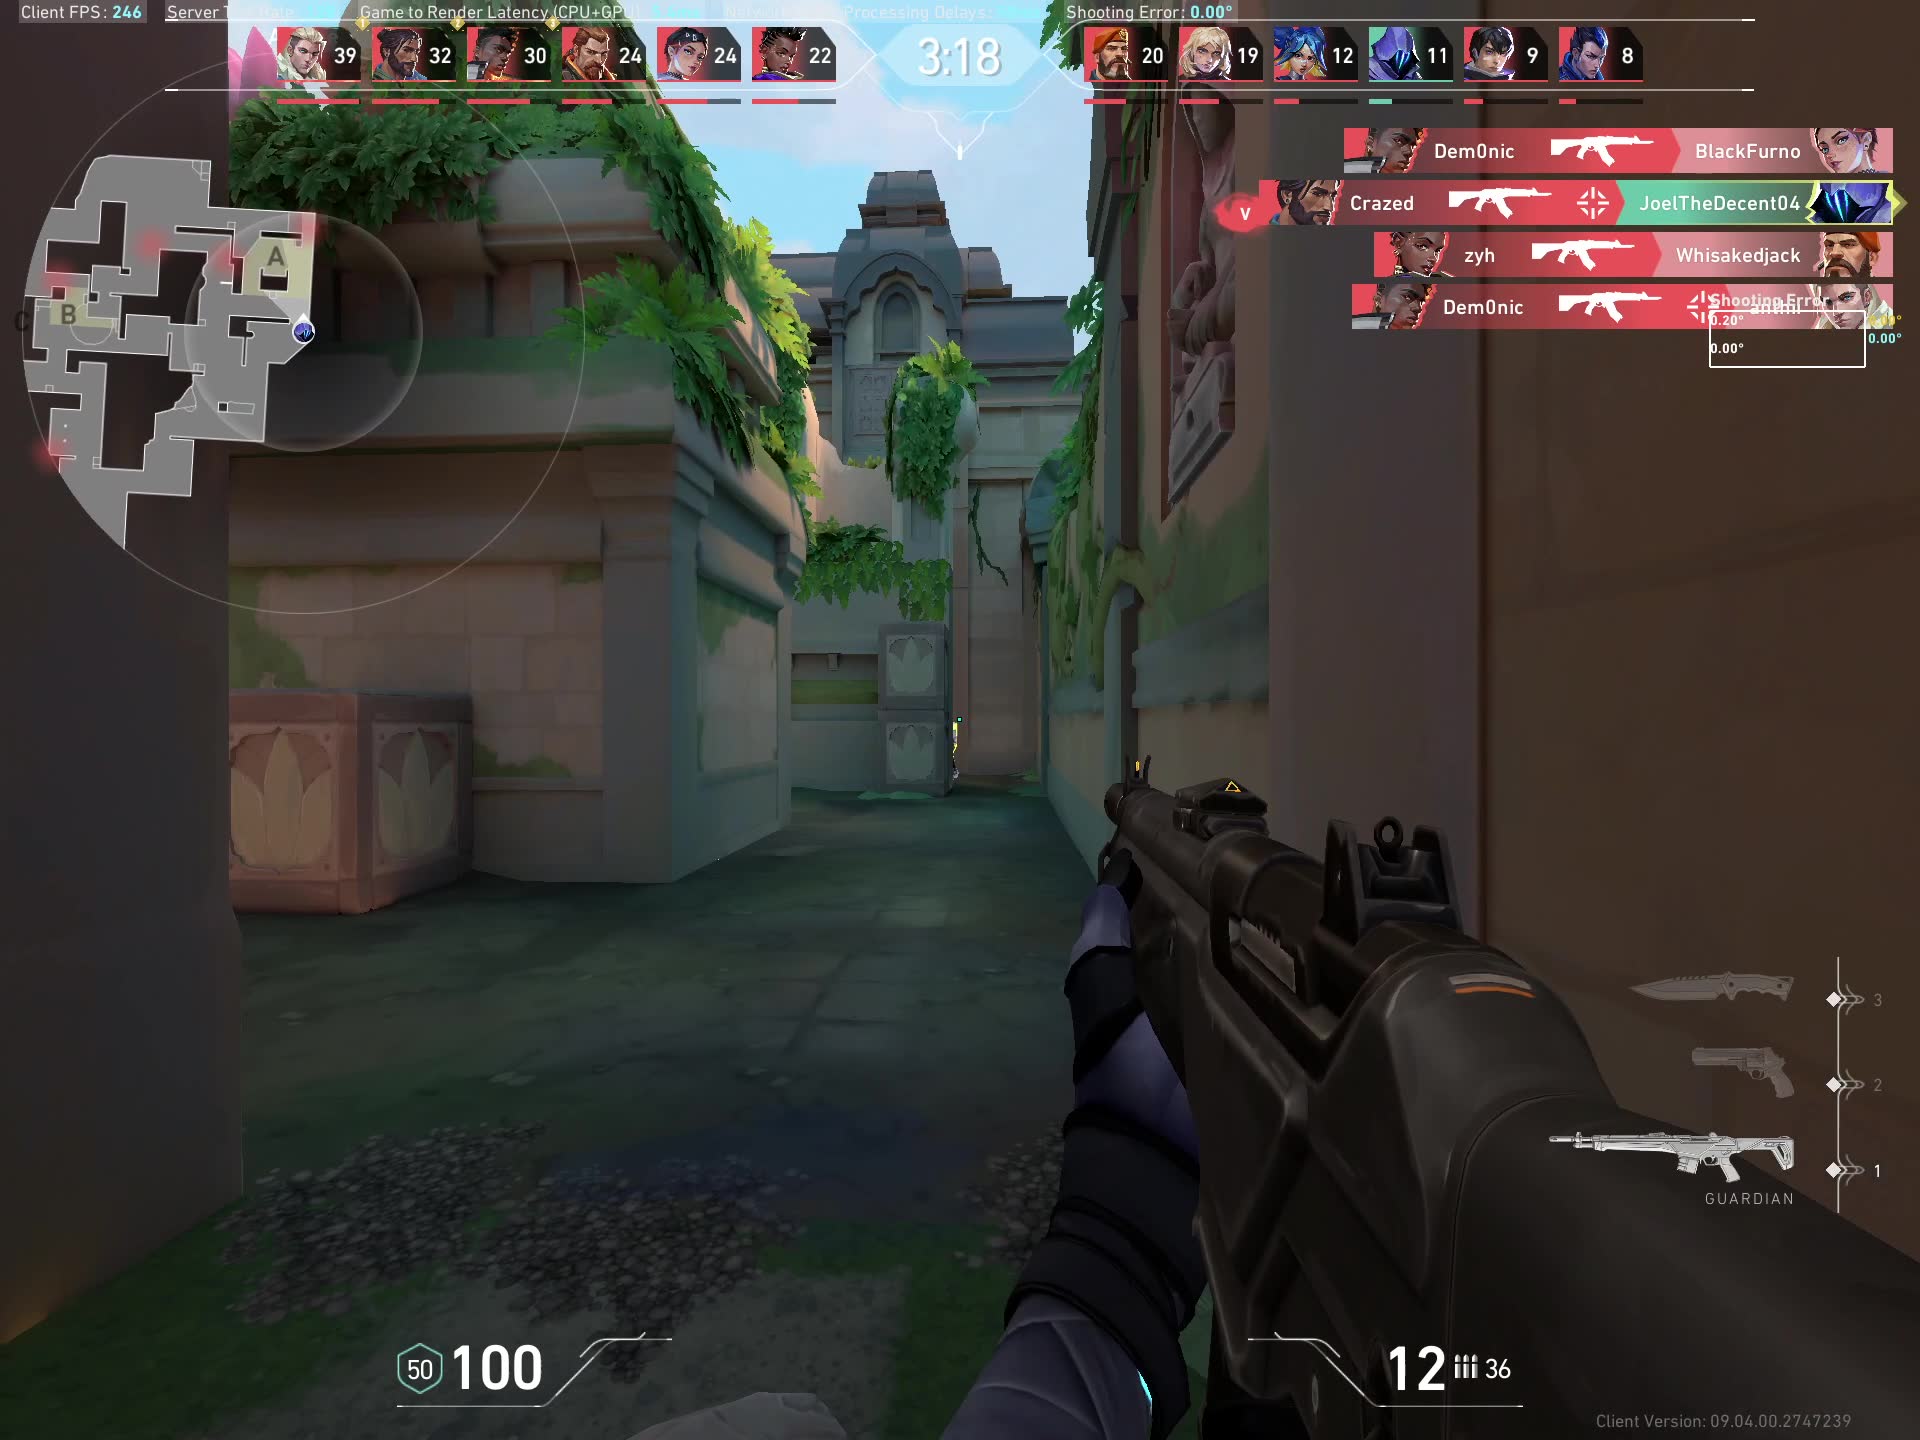 Client FPS: 246
Server T Rate:
Game to Render Latency (CPU+GPU):
Processing Delays:
Shooting Error: 0.00°
39 32 30 24 24 22
3:18
20 19 12 11 9 8
Dem0nic BlackFurno
V Crazed JoelTheDecent04
zyh Whisakedjack
Dem0nic
Shooting Error
0.20°
0.00°
0.00°
A
B
C
3
2
1
GUARDIAN
50 100
12 36
Client Version: 09.04.00.2747239